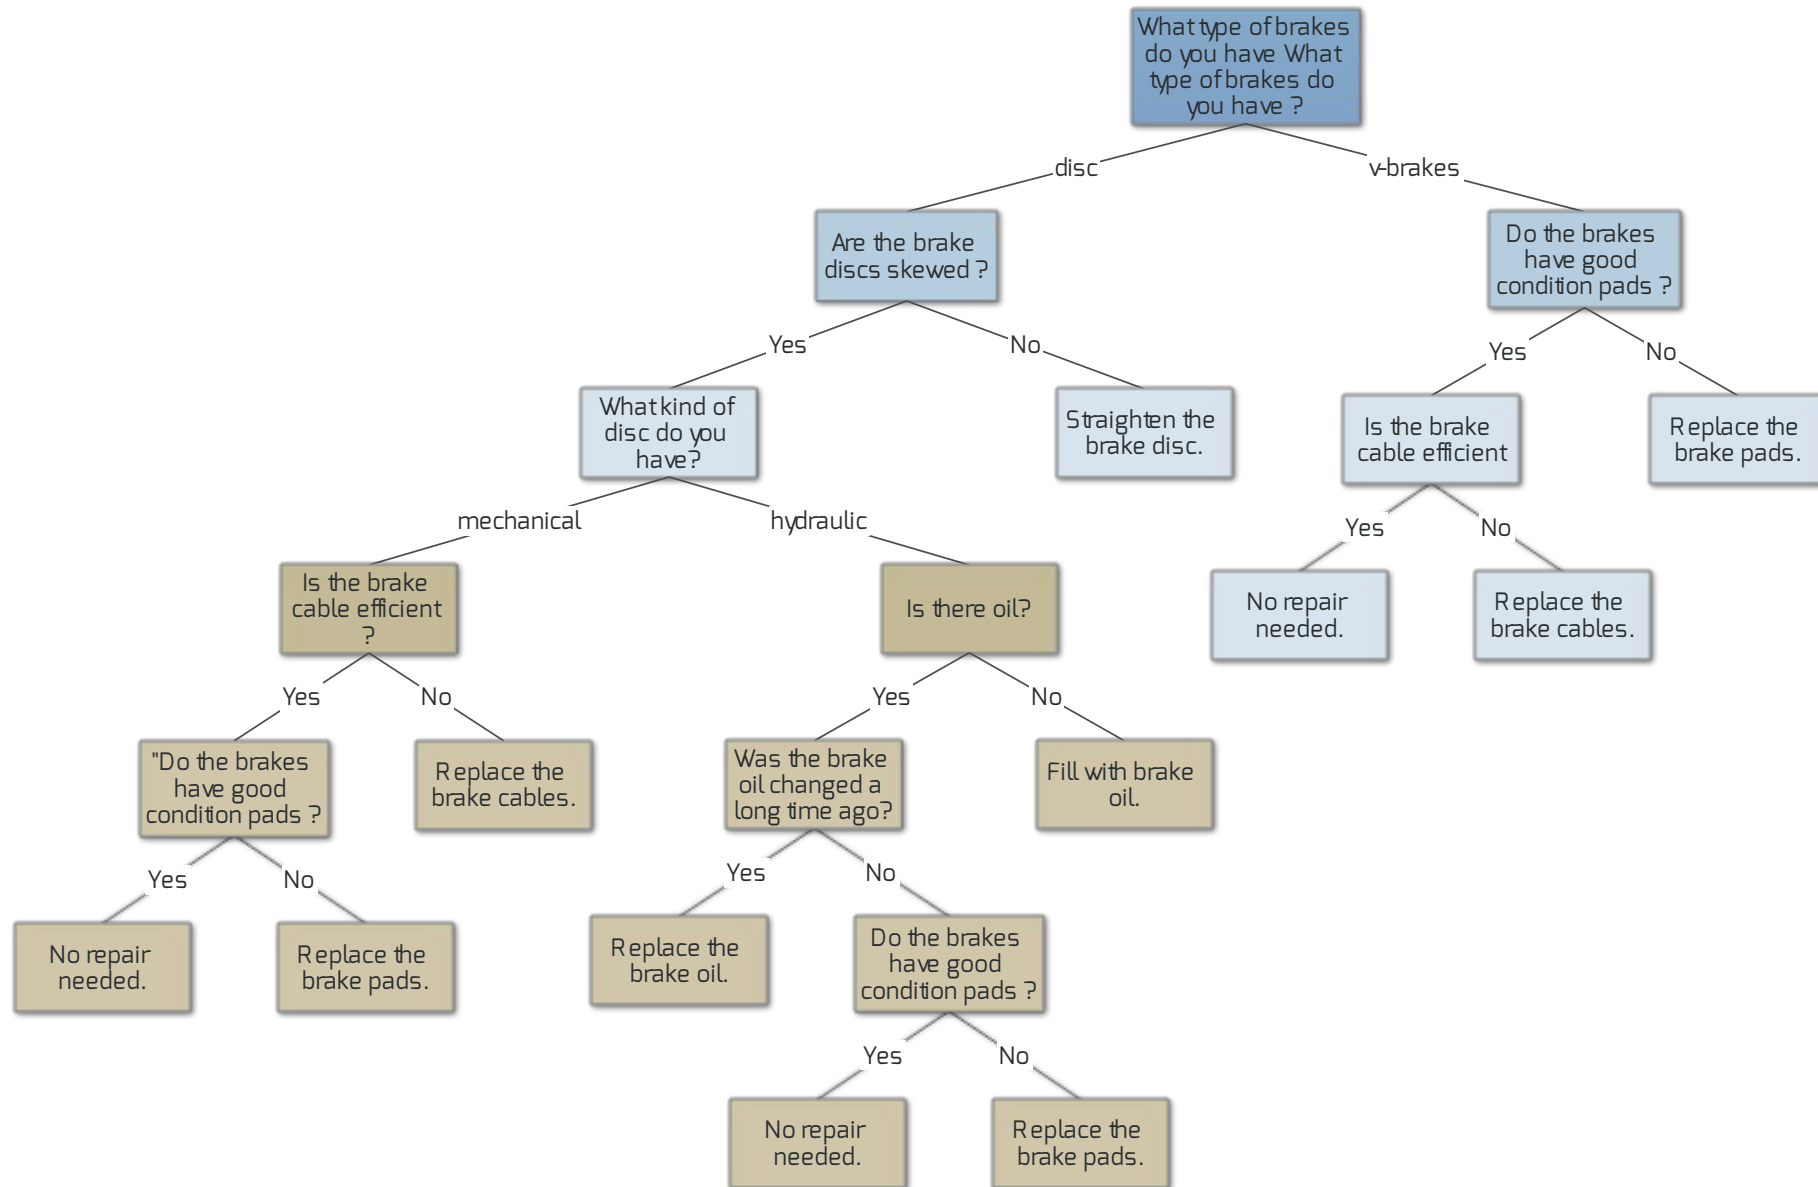 What type of brakes
do you have What
type of brakes do
you have ?
disc
v-brakes
Are the brake
discs skewed ?
Do the brakes
have good
condition pads ?
Yes
No
Yes
No
What kind of
disc do you
have?
Straighten the
brake disc.
Is the brake
cable efficient
Replace the
brake pads.
mechanical
hydraulic
Yes
No
Is the brake
cable efficient
?
Is there oil?
No repair
needed.
Replace the
brake cables.
Yes
No
Yes
No
"Do the brakes
have good
condition pads ?
Replace the
brake cables.
Was the brake
oil changed a
long time ago?
Fill with brake
oil.
Yes
No
Yes
No
No repair
needed.
Replace the
brake pads.
Replace the
brake oil.
Do the brakes
have good
condition pads ?
Yes
No
No repair
needed.
Replace the
brake pads.